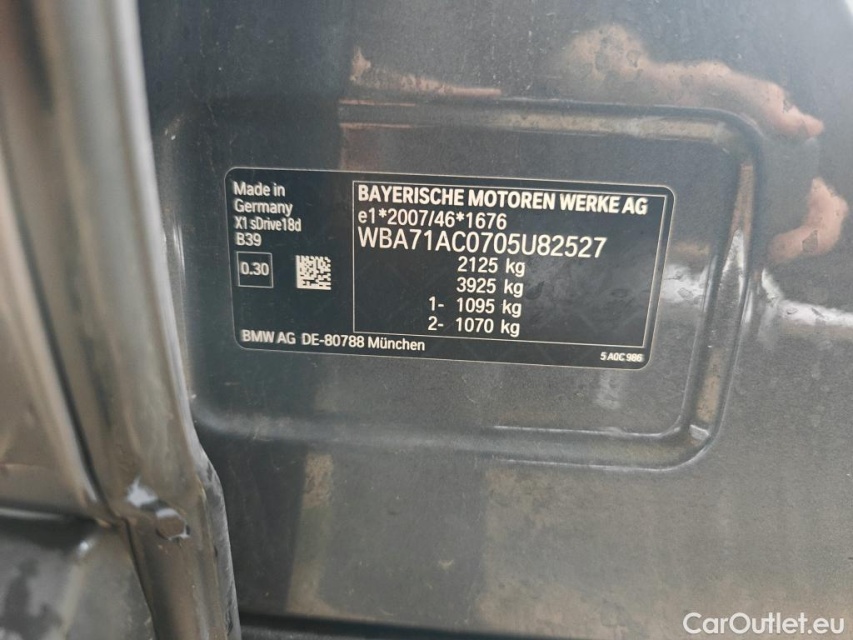 Made in
Germany
X1 sDrive18d
B39
0.30
BAYERISCHE MOTOREN WERKE AG
e1*2007/46*1676
WBA71AC0705U82527
2125 kg
3925 kg
1- 1095 kg
2- 1070 kg
BMW AG DE-80788 München
5 A0C 986
CarOutlet.eu